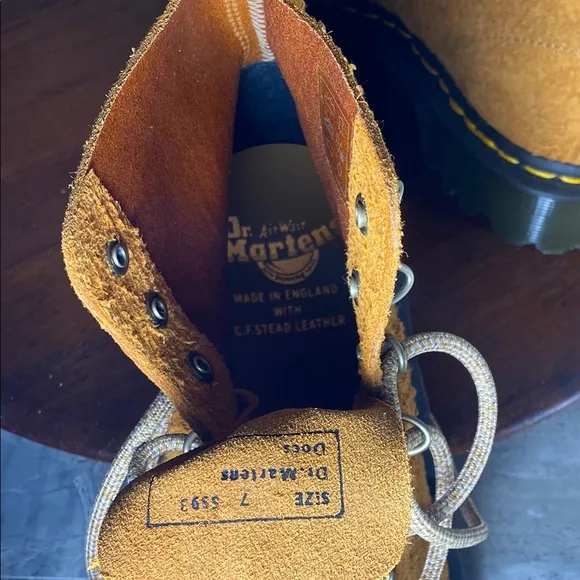 Dr. AirWair
Martens
MADE IN ENGLAND
WITH
C.F. STEAD LEATHER
SIZE
7 5593
Dr. Martens
Docs